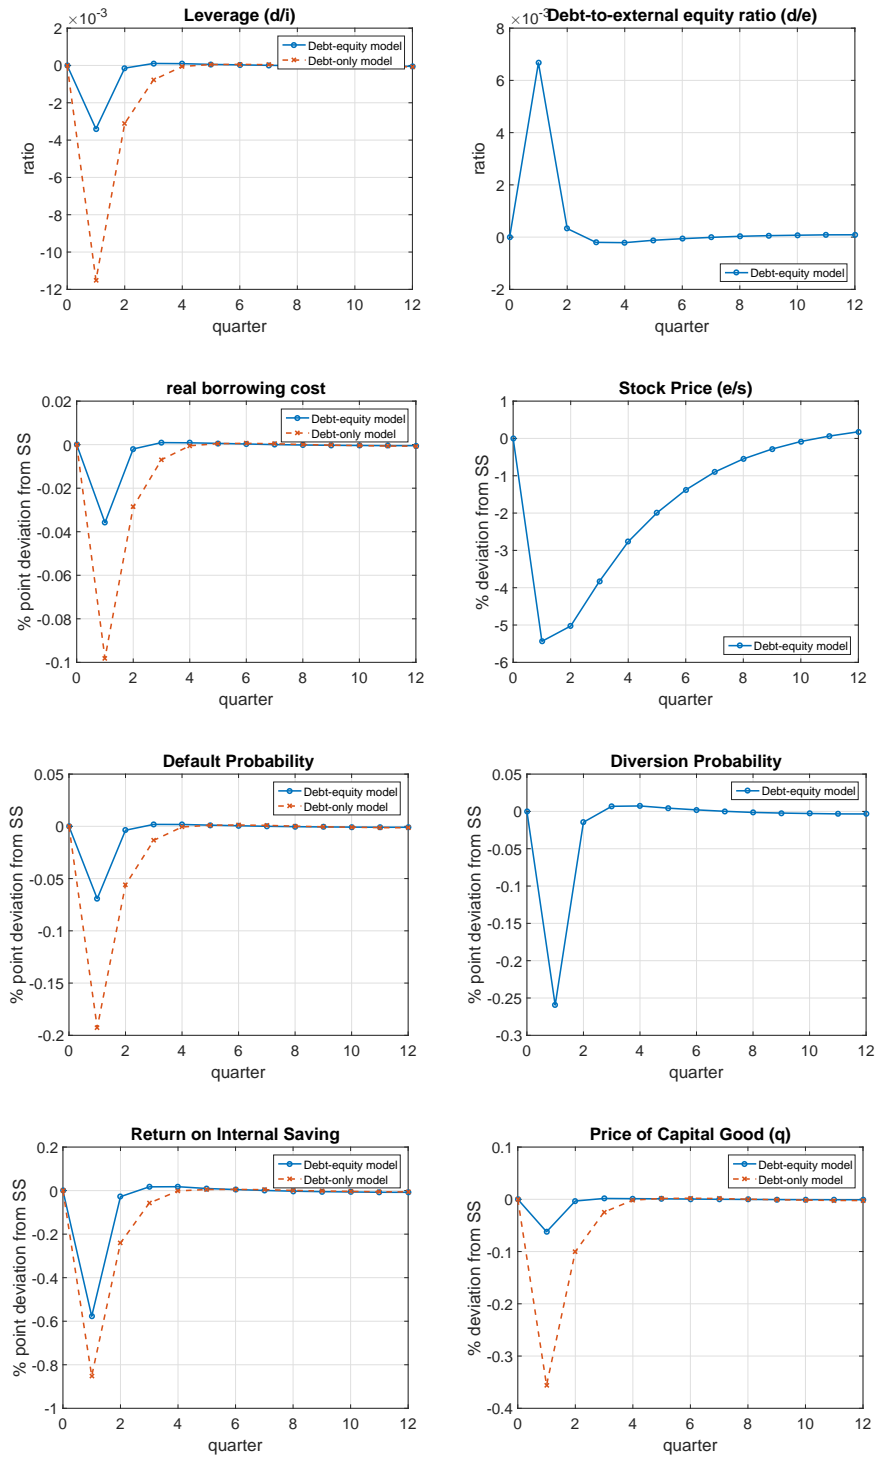 Leverage (d/i)
×10-3
2
0
-2
-4
-6
-8
-10
-12
ratio
0 2 4 6 8 10 12
quarter
Debt-equity model
Debt-only model
Debt-to-external equity ratio (d/e)
×10-3
8
6
4
2
0
-2
ratio
0 2 4 6 8 10 12
quarter
Debt-equity model
real borrowing cost
0.02
0
-0.02
-0.04
-0.06
-0.08
-0.1
% point deviation from SS
0 2 4 6 8 10 12
quarter
Debt-equity model
Debt-only model
Stock Price (e/s)
1
0
-1
-2
-3
-4
-5
-6
% deviation from SS
0 2 4 6 8 10 12
quarter
Debt-equity model
Default Probability
0.05
0
-0.05
-0.1
-0.15
-0.2
% point deviation from SS
0 2 4 6 8 10 12
quarter
Debt-equity model
Debt-only model
Diversion Probability
0.05
0
-0.05
-0.1
-0.15
-0.2
-0.25
-0.3
% point deviation from SS
0 2 4 6 8 10 12
quarter
Debt-equity model
Return on Internal Saving
0.2
0
-0.2
-0.4
-0.6
-0.8
-1
% point deviation from SS
0 2 4 6 8 10 12
quarter
Debt-equity model
Debt-only model
Price of Capital Good (q)
0.1
0
-0.1
-0.2
-0.3
-0.4
% deviation from SS
0 2 4 6 8 10 12
quarter
Debt-equity model
Debt-only model